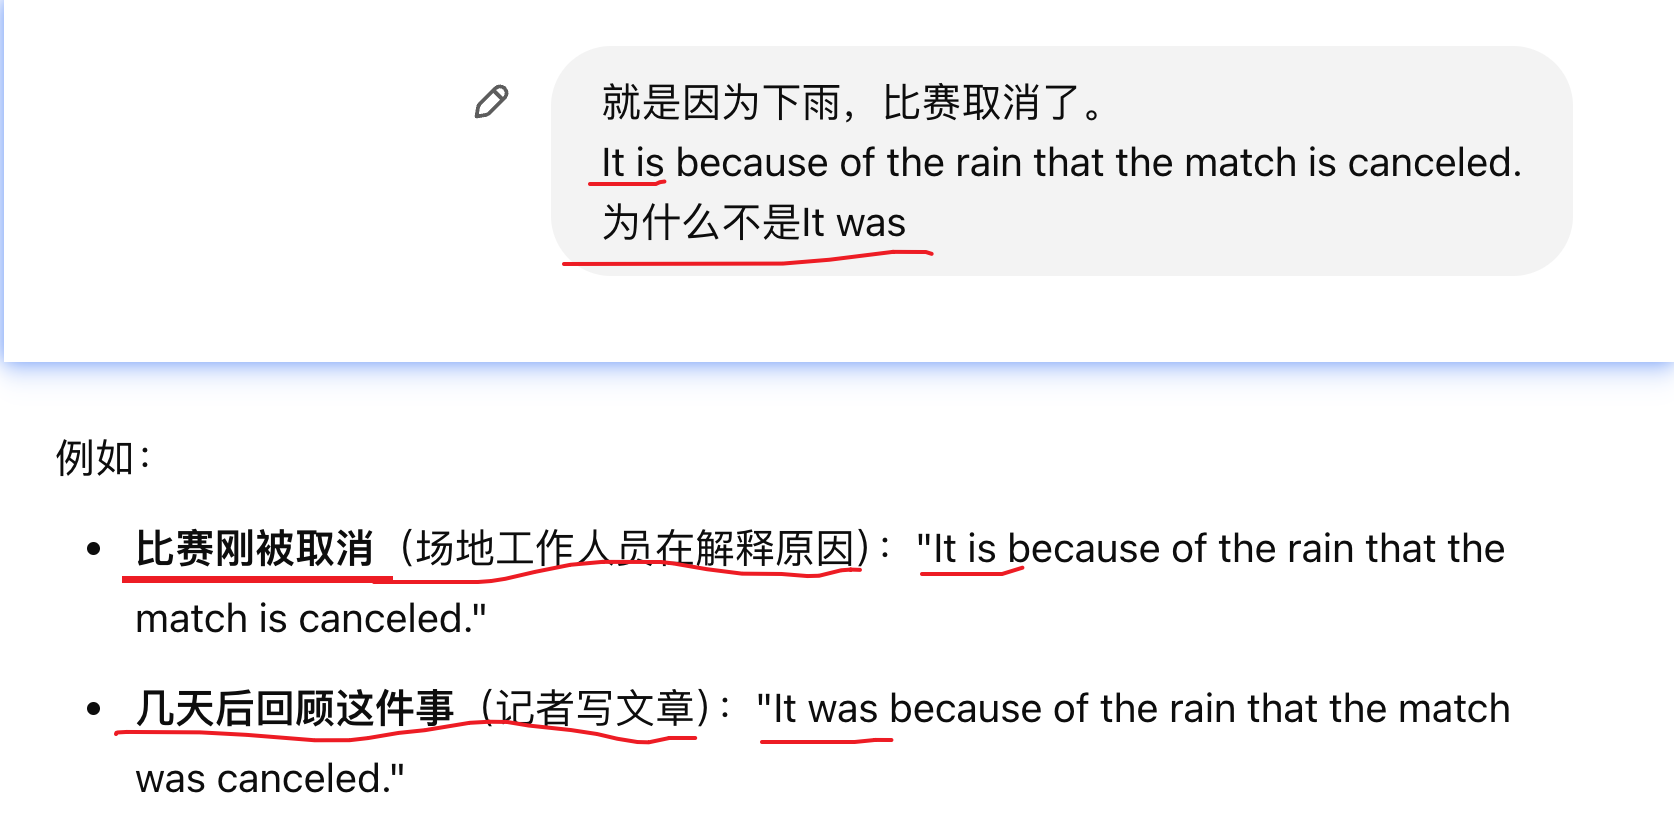 就是因为下雨，比赛取消了。
It is because of the rain that the match is canceled.
为什么不是It was
例如：
• 比赛刚被取消（场地工作人员在解释原因）："It is because of the rain that the
match is canceled."
• 几天后回顾这件事（记者写文章）："It was because of the rain that the match
was canceled."